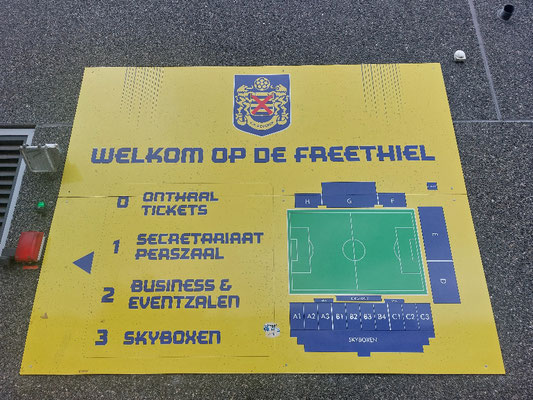 WELKOM OP DE FREETHIEL
0 ONTHAAL
TICKETS
1 SECRETARIAAT
PERSZAAL
2 BUSINESS &
EVENTZALEN
3 SKYBOXEN
H G F
E
D
A1 A2 A3 B1 B2 B3 B4 C1 C2 C3
SKYBOXEN